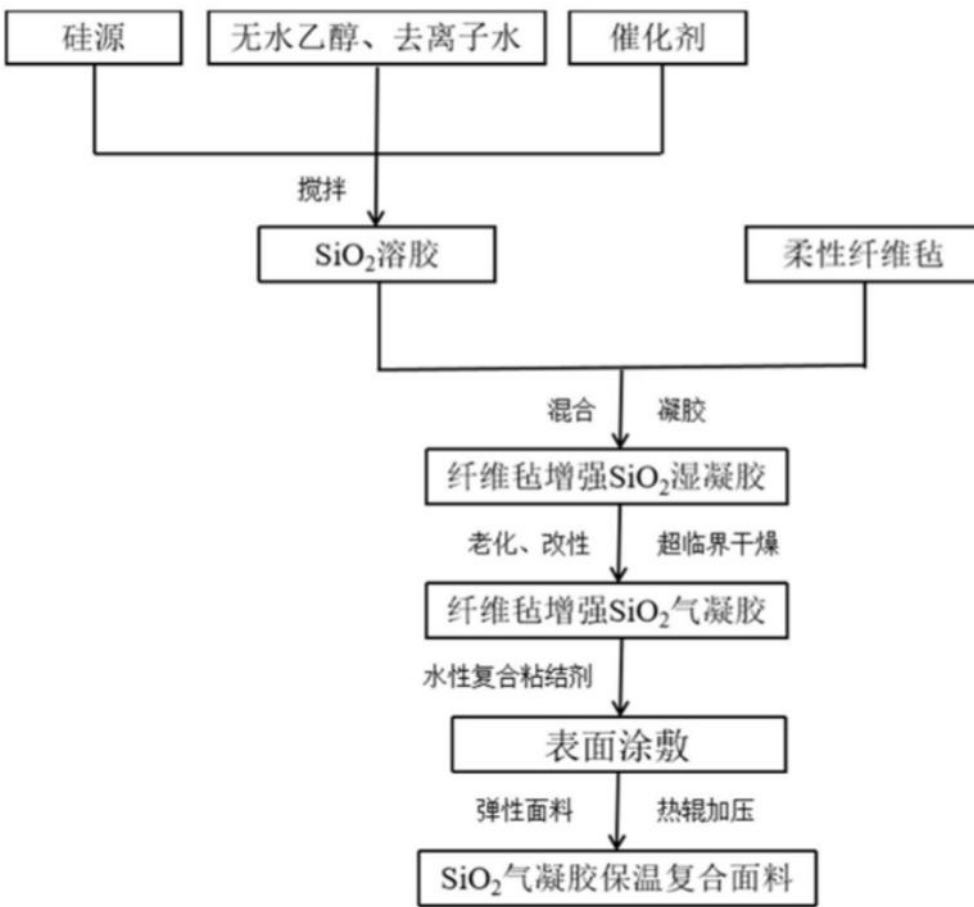 硅源
无水乙醇、去离子水
催化剂
搅拌
SiO₂溶胶
柔性纤维毡
混合
凝胶
纤维毡增强SiO₂湿凝胶
老化、改性
超临界干燥
纤维毡增强SiO₂气凝胶
水性复合粘结剂
表面涂敷
弹性面料
热辊加压
SiO₂气凝胶保温复合面料